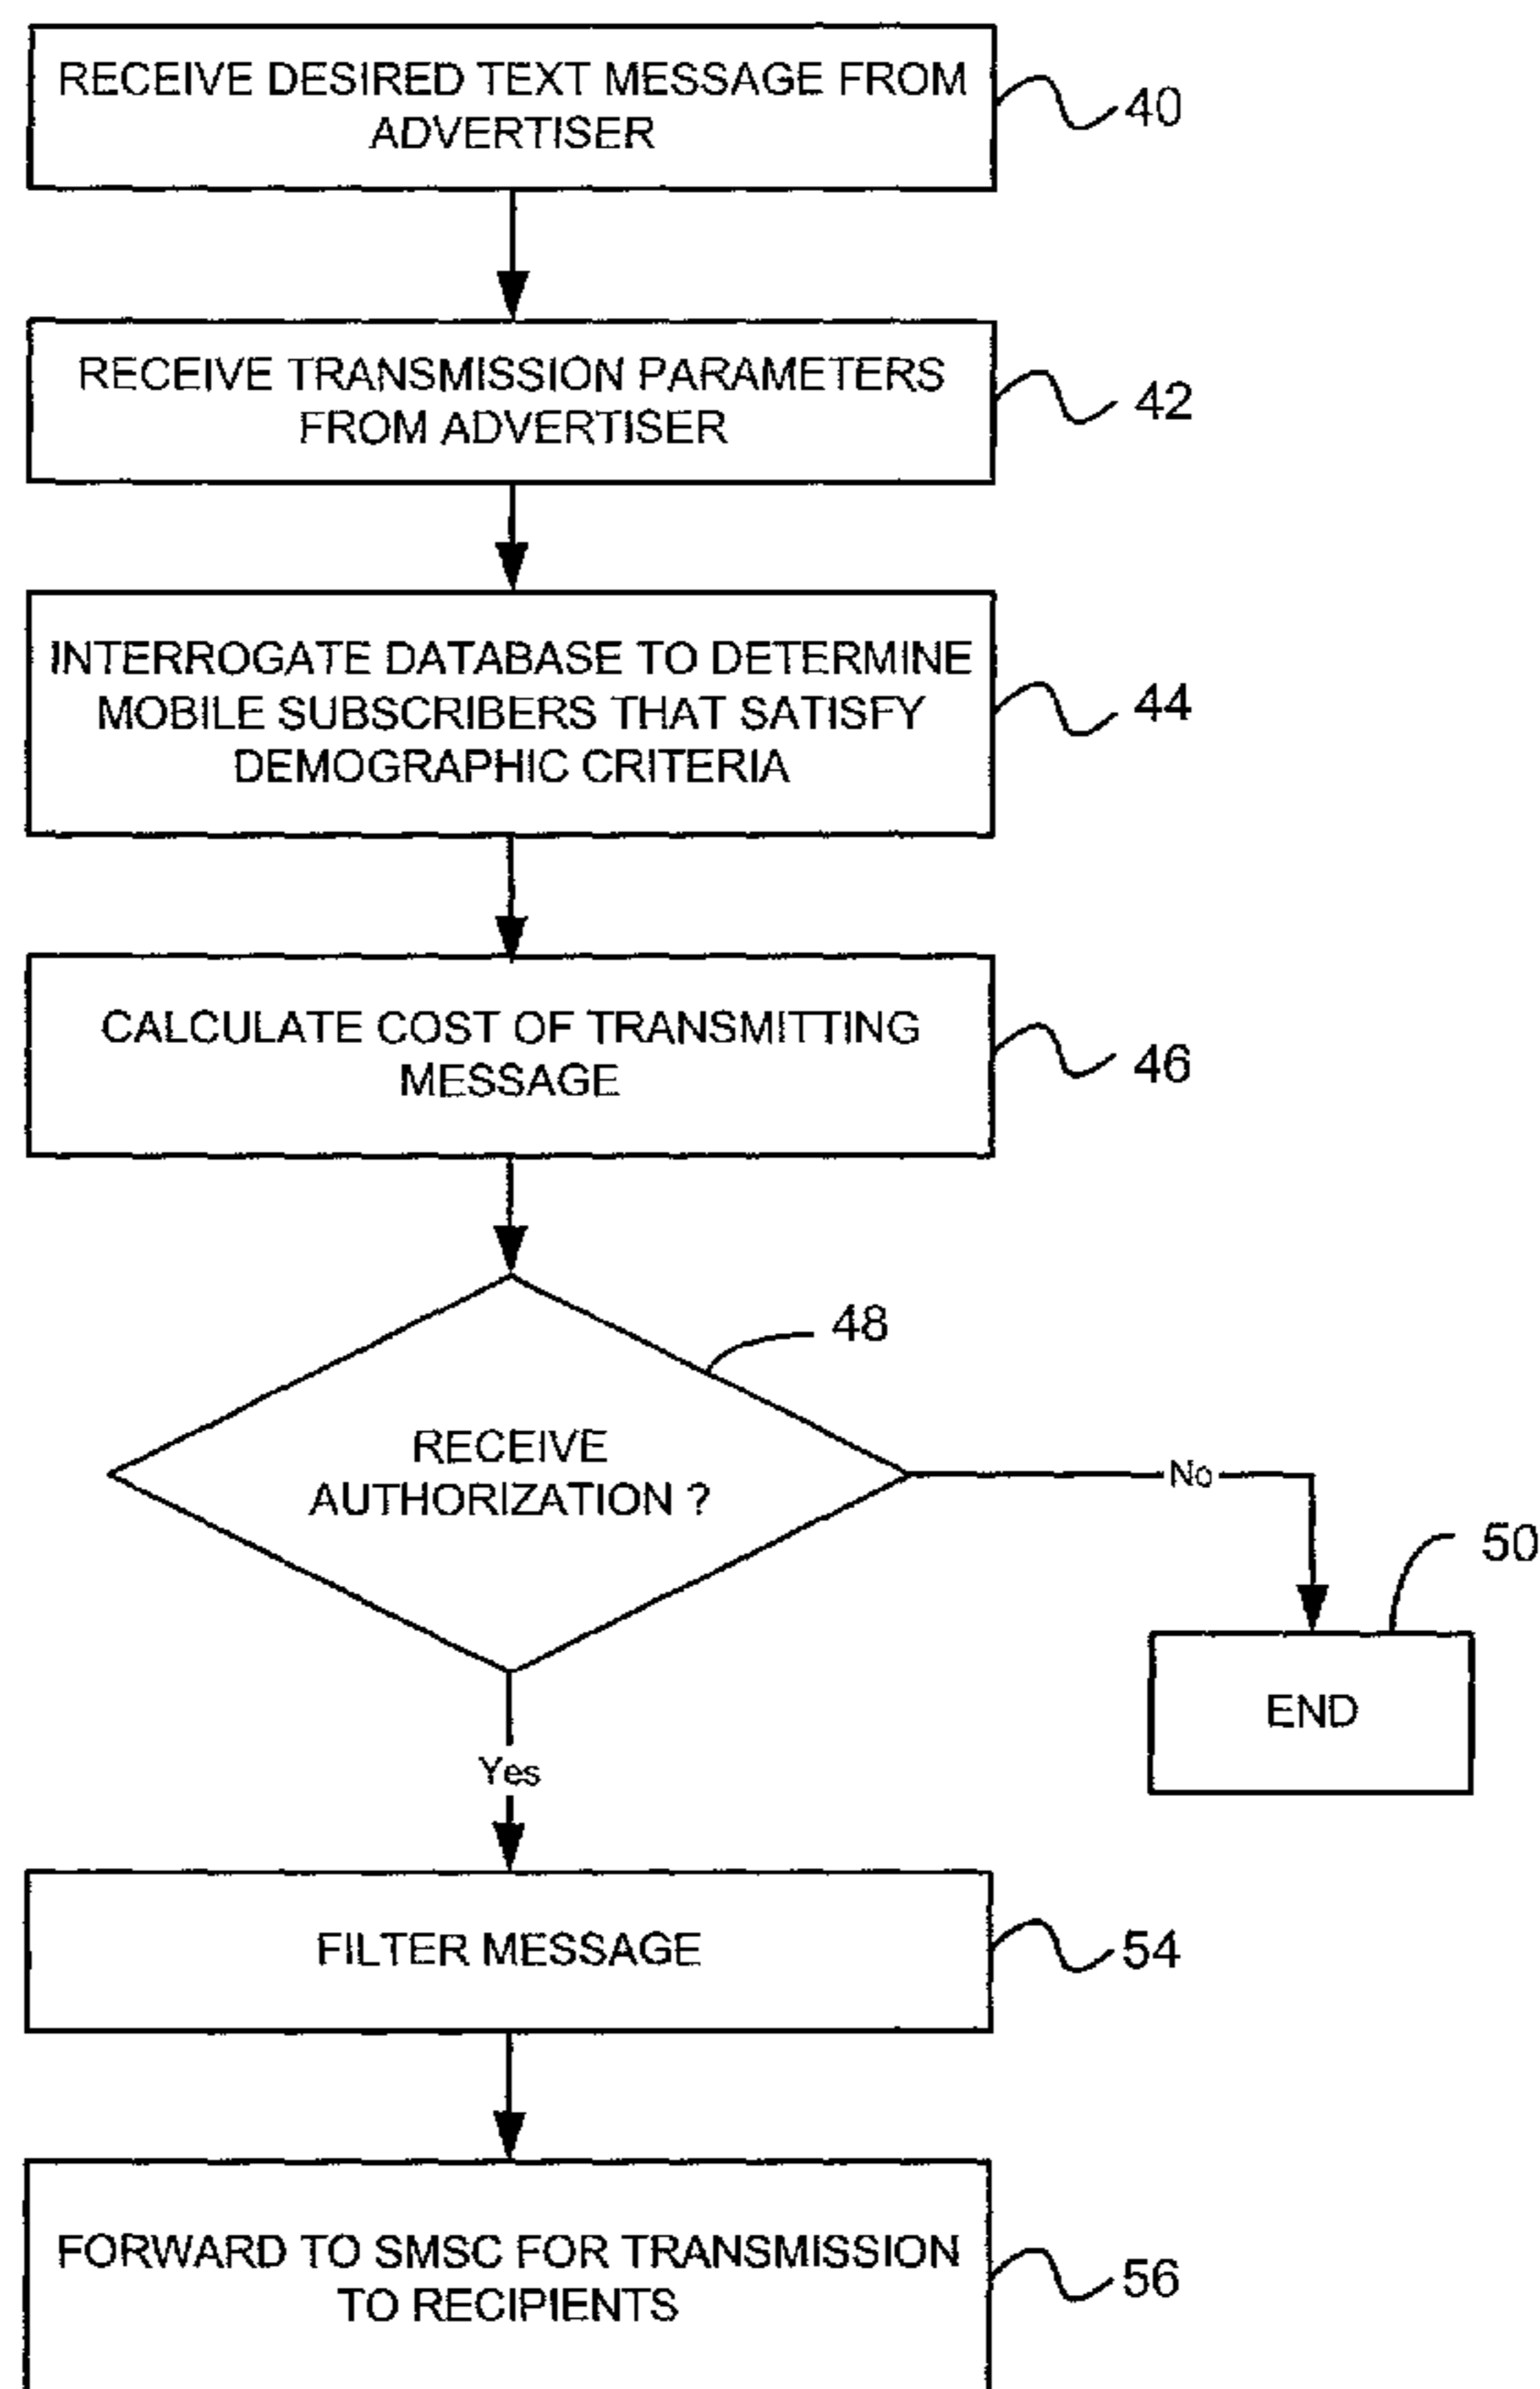 RECEIVE DESIRED TEXT MESSAGE FROM
ADVERTISER
40
RECEIVE TRANSMISSION PARAMETERS
FROM ADVERTISER
42
INTERROGATE DATABASE TO DETERMINE
MOBILE SUBSCRIBERS THAT SATISFY
DEMOGRAPHIC CRITERIA
44
CALCULATE COST OF TRANSMITTING
MESSAGE
46
48
RECEIVE
AUTHORIZATION ?
No
50
END
Yes
FILTER MESSAGE
54
FORWARD TO SMSC FOR TRANSMISSION
TO RECIPIENTS
56